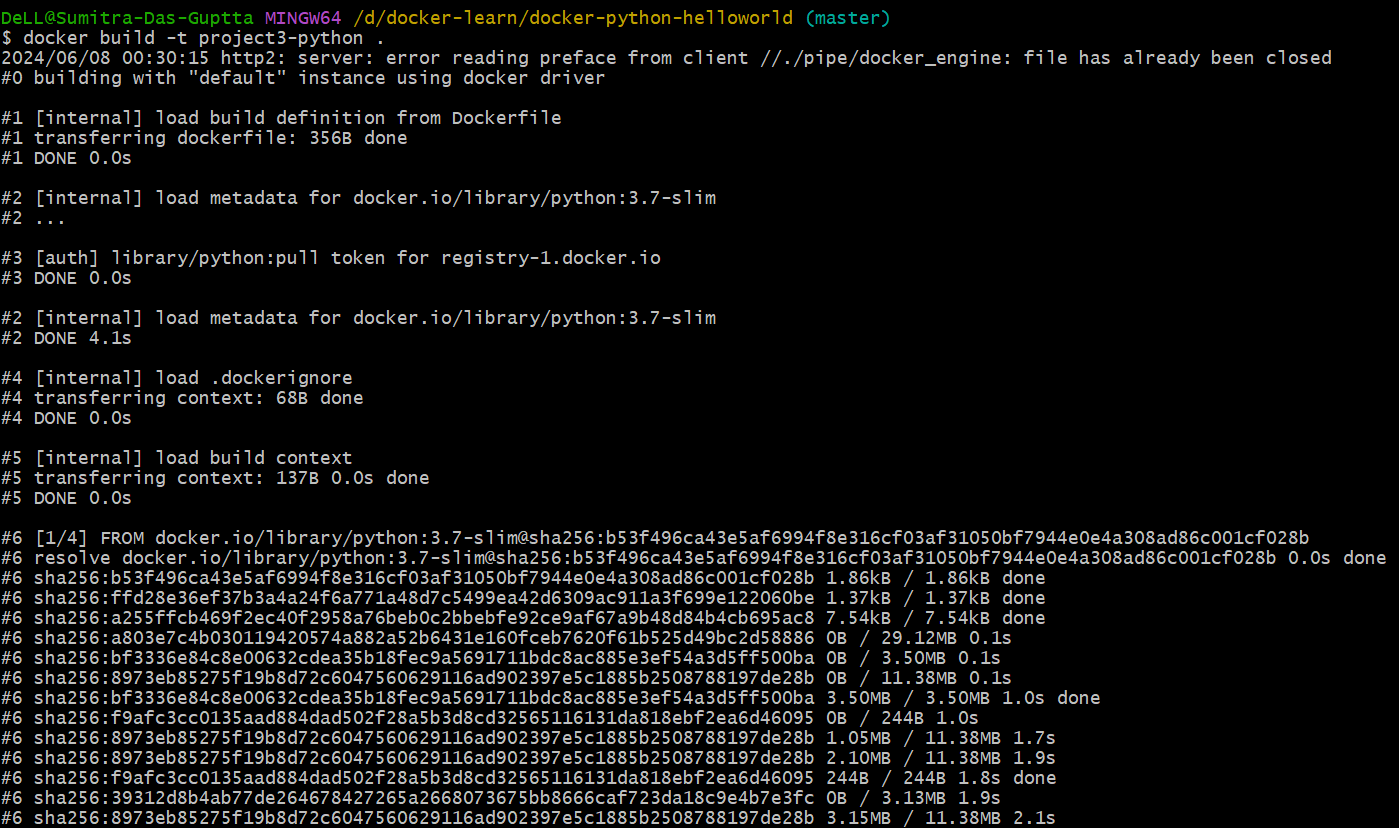 DeLL@Sumitra-Das-Guptta MINGW64 /d/docker-learn/docker-python-helloworld (master)
$ docker build -t project3-python .
2024/06/08 00:30:15 http2: server: error reading preface from client //./pipe/docker_engine: file has already been closed
#0 building with "default" instance using docker driver
#1 [internal] load build definition from Dockerfile
#1 transferring dockerfile: 356B done
#1 DONE 0.0s
#2 [internal] load metadata for docker.io/library/python:3.7-slim
#2 ...
#3 [auth] library/python:pull token for registry-1.docker.io
#3 DONE 0.0s
#2 [internal] load metadata for docker.io/library/python:3.7-slim
#2 DONE 4.1s
#4 [internal] load .dockerignore
#4 transferring context: 68B done
#4 DONE 0.0s
#5 [internal] load build context
#5 transferring context: 137B 0.0s done
#5 DONE 0.0s
#6 [1/4] FROM docker.io/library/python:3.7-slim@sha256:b53f496ca43e5af6994f8e316cf03af31050bf7944e0e4a308ad86c001cf028b
#6 resolve docker.io/library/python:3.7-slim@sha256:b53f496ca43e5af6994f8e316cf03af31050bf7944e0e4a308ad86c001cf028b 0.0s done
#6 sha256:b53f496ca43e5af6994f8e316cf03af31050bf7944e0e4a308ad86c001cf028b 1.86kB / 1.86kB done
#6 sha256:ffd28e36ef37b3a4a24f6a771a48d7c5499ea42d6309ac911a3f699e122060be 1.37kB / 1.37kB done
#6 sha256:a255ffcb469f2ec40f2958a76beb0c2bbebfe92ce9af67a9b48d84b4cb695ac8 7.54kB / 7.54kB done
#6 sha256:a803e7c4b030119420574a882a52b6431e160fceb7620f61b525d49bc2d58886 0B / 29.12MB 0.1s
#6 sha256:bf3336e84c8e00632cdea35b18fec9a5691711bdc8ac885e3ef54a3d5ff500ba 0B / 3.50MB 0.1s
#6 sha256:8973eb85275f19b8d72c6047560629116ad902397e5c1885b2508788197de28b 0B / 11.38MB 0.1s
#6 sha256:bf3336e84c8e00632cdea35b18fec9a5691711bdc8ac885e3ef54a3d5ff500ba 3.50MB / 3.50MB 1.0s done
#6 sha256:f9afc3cc0135aad884dad502f28a5b3d8cd32565116131da818ebf2ea6d46095 0B / 244B 1.0s
#6 sha256:8973eb85275f19b8d72c6047560629116ad902397e5c1885b2508788197de28b 1.05MB / 11.38MB 1.7s
#6 sha256:8973eb85275f19b8d72c6047560629116ad902397e5c1885b2508788197de28b 2.10MB / 11.38MB 1.9s
#6 sha256:f9afc3cc0135aad884dad502f28a5b3d8cd32565116131da818ebf2ea6d46095 244B / 244B 1.8s done
#6 sha256:39312d8b4ab77de264678427265a2668073675bb8666caf723da18c9e4b7e3fc 0B / 3.13MB 1.9s
#6 sha256:8973eb85275f19b8d72c6047560629116ad902397e5c1885b2508788197de28b 3.15MB / 11.38MB 2.1s